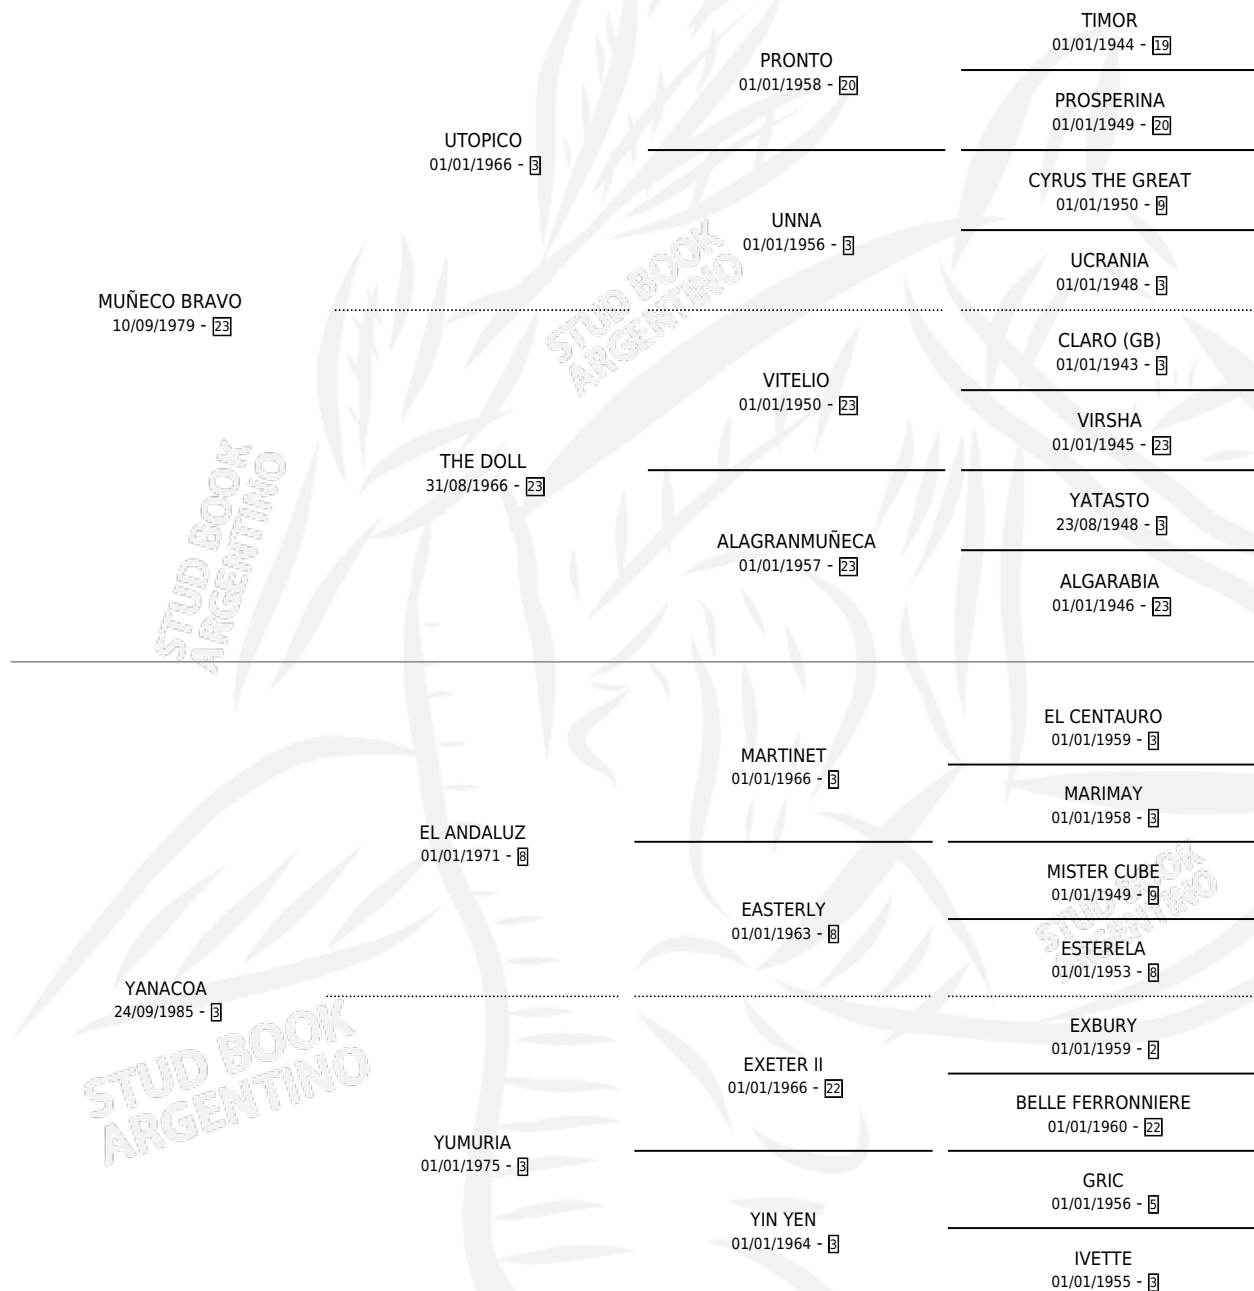 TIMOR
01/01/1944 - 19
PRONTO
01/01/1958 - 20
PROSPERINA
01/01/1949 - 20
UTOPICO
01/01/1966 - 3
CYRUS THE GREAT
01/01/1950 - 9
UNNA
01/01/1956 - 3
UCRANIA
01/01/1948 - 3
MUÑECO BRAVO
10/09/1979 - 23
STUD BOOK
ARGENTINO
CLARO (GB)
01/01/1943 - 3
VITELIO
01/01/1950 - 23
VIRSHA
01/01/1945 - 23
THE DOLL
31/08/1966 - 23
YATASTO
23/08/1948 - 3
ALAGRANMUÑECA
01/01/1957 - 23
ALGARABIA
01/01/1946 - 23
STUD BOOK
ARGENTINO
EL CENTAURO
01/01/1959 - 3
MARTINET
01/01/1966 - 3
MARIMAY
01/01/1958 - 3
EL ANDALUZ
01/01/1971 - 8
MISTER CUBE
01/01/1949 - 9
EASTERLY
01/01/1963 - 8
ESTERELA
01/01/1953 - 8
STUD BOOK
ARGENTINO
YANACOA
24/09/1985 - 3
EXBURY
01/01/1959 - 2
EXETER II
01/01/1966 - 22
BELLE FERRONNIERE
01/01/1960 - 22
STUD BOOK
ARGENTINO
YUMURIA
01/01/1975 - 3
GRIC
01/01/1956 - 5
YIN YEN
01/01/1964 - 3
IVETTE
01/01/1955 - 3